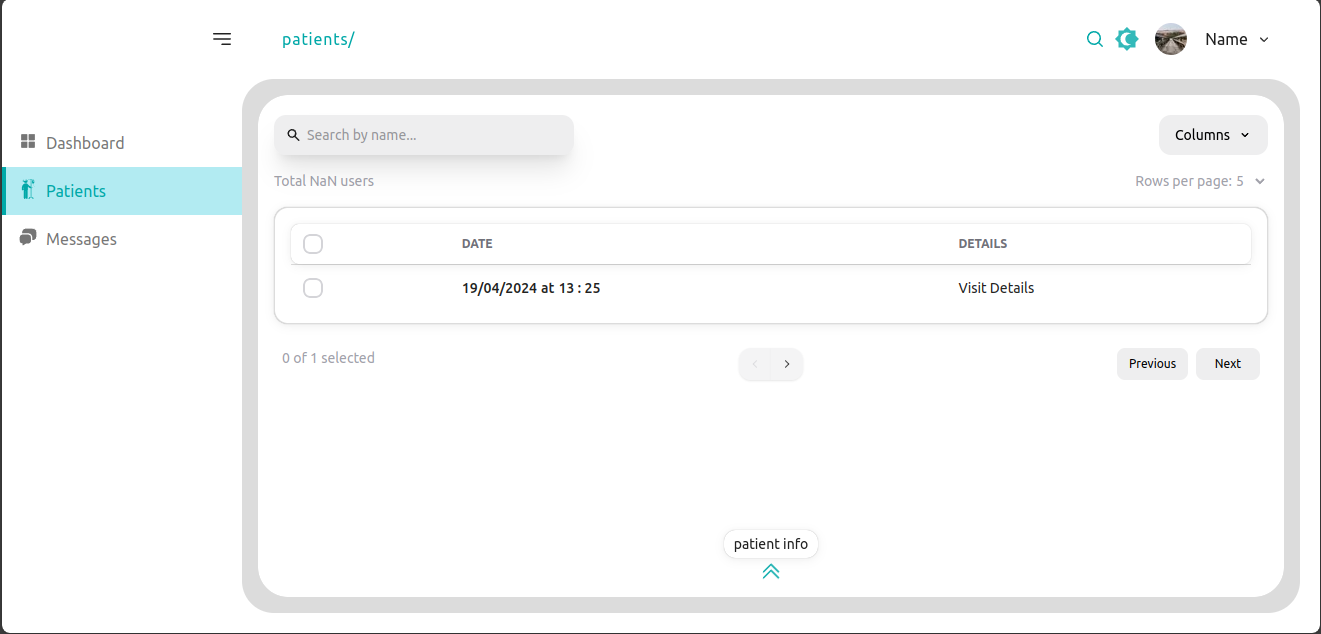 patients/
Name
Dashboard
Patients
Messages
Search by name...
Columns
Total NaN users
Rows per page: 5
DATE DETAILS
19/04/2024 at 13 : 25 Visit Details
0 of 1 selected
Previous Next
patient info